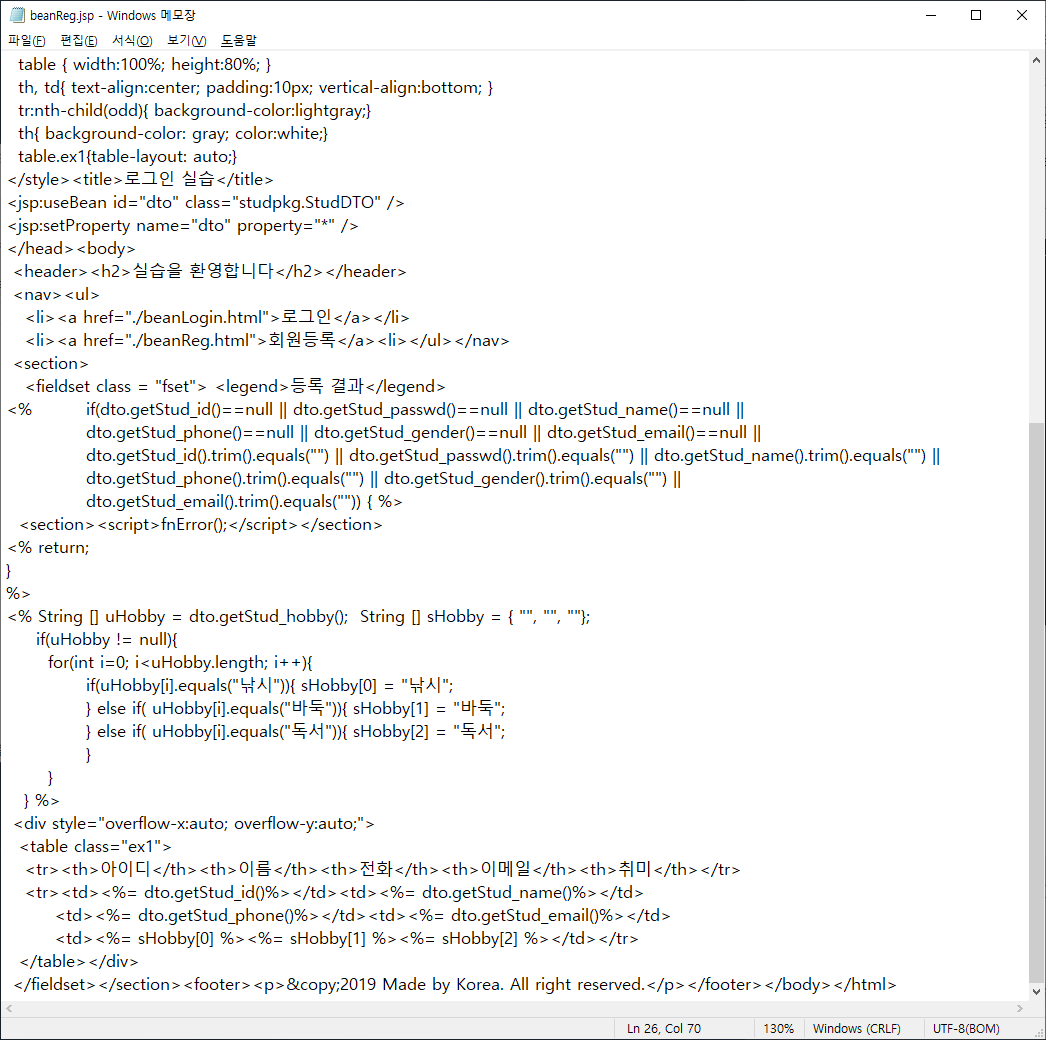 beanReg.jsp - Windows 메모장
파일(F) 편집(E) 서식(O) 보기(V) 도움말
table { width:100%; height:80%; }
th, td{ text-align:center; padding:10px; vertical-align:bottom; }
tr:nth-child(odd){ background-color:lightgray;}
th{ background-color: gray; color:white;}
table.ex1{table-layout: auto;}
</style><title>로그인 실습</title>
<jsp:useBean id="dto" class="studpkg.StudDTO" />
<jsp:setProperty name="dto" property="*" />
</head><body>
<header><h2>실습을 환영합니다</h2></header>
<nav><ul>
<li><a href="./beanLogin.html">로그인</a></li>
<li><a href="./beanReg.html">회원등록</a><li></ul></nav>
<section>
<fieldset class = "fset"> <legend>등록 결과</legend>
<% if(dto.getStud_id()==null || dto.getStud_passwd()==null || dto.getStud_name()==null ||
dto.getStud_phone()==null || dto.getStud_gender()==null || dto.getStud_email()==null ||
dto.getStud_id().trim().equals("") || dto.getStud_passwd().trim().equals("") || dto.getStud_name().trim().equals("") ||
dto.getStud_phone().trim().equals("") || dto.getStud_gender().trim().equals("") ||
dto.getStud_email().trim().equals("")) { %>
<section><script>fnError();</script></section>
<% return;
}
%>
<% String [] uHobby = dto.getStud_hobby(); String [] sHobby = { "", "", ""};
if(uHobby != null){
for(int i=0; i<uHobby.length; i++){
if(uHobby[i].equals("낚시")){ sHobby[0] = "낚시";
} else if( uHobby[i].equals("바둑")){ sHobby[1] = "바둑";
} else if( uHobby[i].equals("독서")){ sHobby[2] = "독서";
}
}
} %>
<div style="overflow-x:auto; overflow-y:auto;">
<table class="ex1">
<tr><th>아이디</th><th>이름</th><th>전화</th><th>이메일</th><th>취미</th></tr>
<tr><td><%= dto.getStud_id()%></td><td><%= dto.getStud_name()%></td>
<td><%= dto.getStud_phone()%></td><td><%= dto.getStud_email()%></td>
<td><%= sHobby[0] %><%= sHobby[1] %><%= sHobby[2] %></td></tr>
</table></div>
</fieldset></section><footer><p>&copy;2019 Made by Korea. All right reserved.</p></footer></body></html>
Ln 26, Col 70 130% Windows (CRLF) UTF-8(BOM)